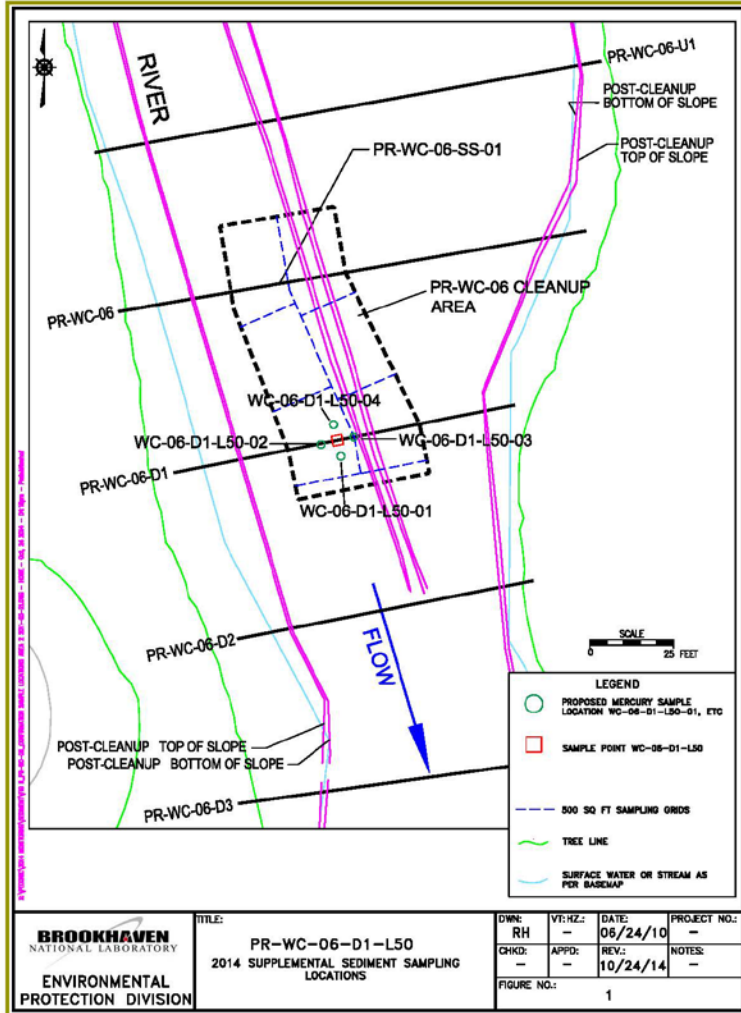 PR-WC-06-U1
RIVER
POST-CLEANUP
BOTTOM OF SLOPE
POST-CLEANUP
TOP OF SLOPE
PR-WC-06-SS-01
PR-WC-06 CLEANUP
AREA
PR-WC-06
WC-06-D1-L50-04
WC-06-D1-L50-02
WC-06-D1-L50-03
PR-WC-06-D1
WC-06-D1-L50-01
PR-WC-06-D2
FLOW
SCALE
0 25 FEET
POST-CLEANUP TOP OF SLOPE
POST-CLEANUP BOTTOM OF SLOPE
PR-WC-06-D3
LEGEND
PROPOSED MERCURY SAMPLE
LOCATION WC-06-D1-L50-01, ETC
SAMPLE POINT WC-06-D1-L50
500 SQ FT SAMPLING GRIDS
TREE LINE
SURFACE WATER OR STREAM AS
PER BASEMAP
BROOKHAVEN
NATIONAL LABORATORY
ENVIRONMENTAL
PROTECTION DIVISION
TITLE:
PR-WC-06-D1-L50
2014 SUPPLEMENTAL SEDIMENT SAMPLING
LOCATIONS
DWN: VT:HZ.: DATE: PROJECT NO.:
RH - 06/24/10 -
CHKD: APPD: REV.: NOTES:
- - 10/24/14 -
FIGURE NO.:
1